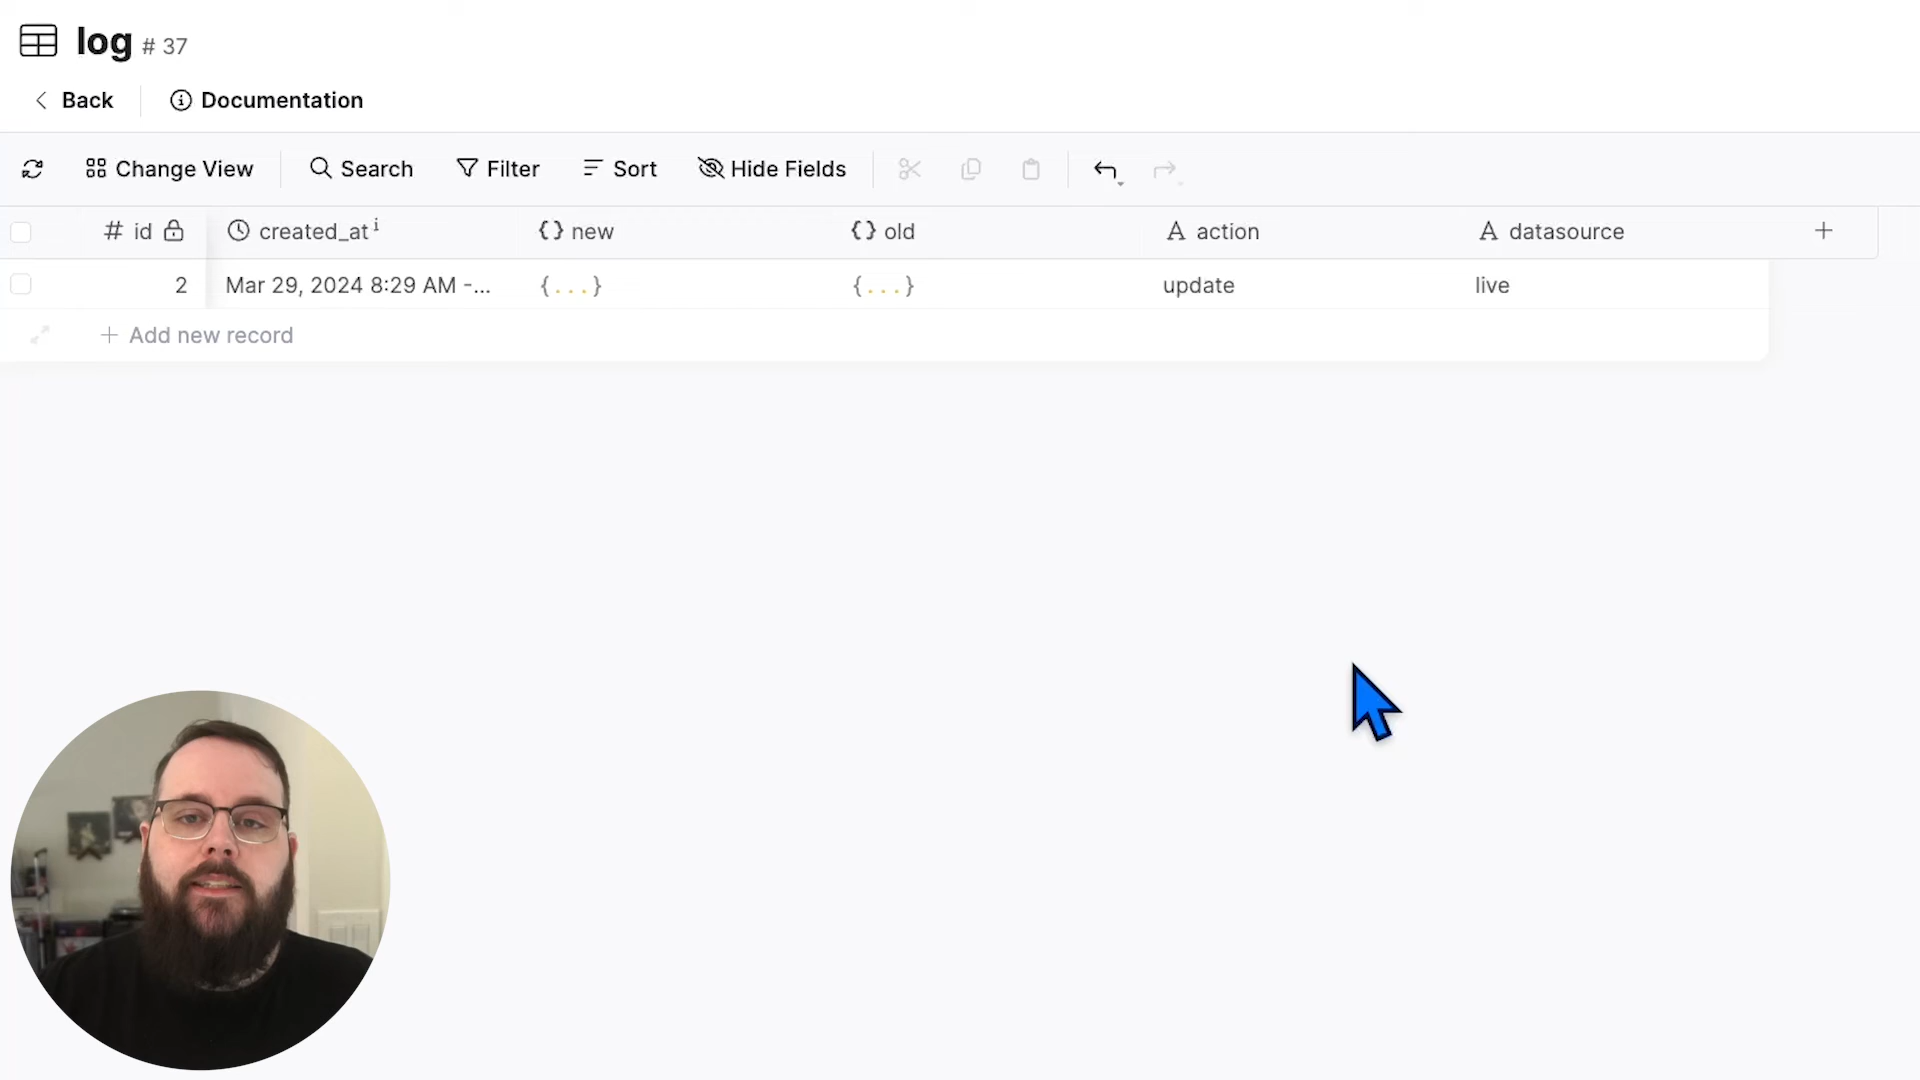 log # 37
Back Documentation
Change View Search Filter Sort Hide Fields
# id created_at i {} new {} old A action A datasource +
2 Mar 29, 2024 8:29 AM -... {...} {...} update live
+ Add new record